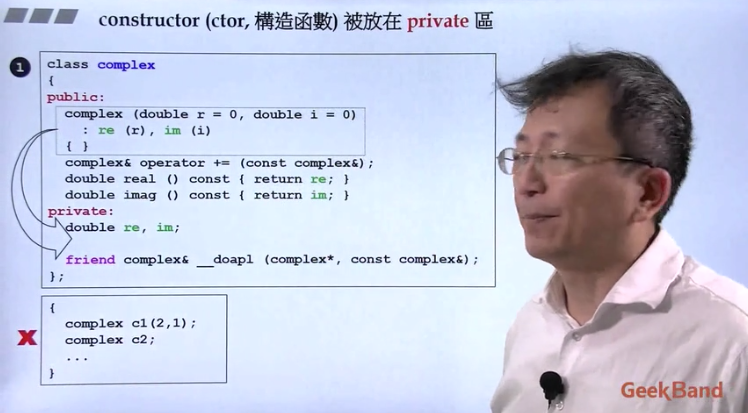 constructor (ctor, 構造函數) 被放在 private 區
1
class complex
{
public:
complex (double r = 0, double i = 0)
: re (r), im (i)
{ }
complex& operator += (const complex&);
double real () const { return re; }
double imag () const { return im; }
private:
double re, im;
friend complex& __doapl (complex*, const complex&);
};
{
complex c1(2,1);
complex c2;
...
}
GeekBand